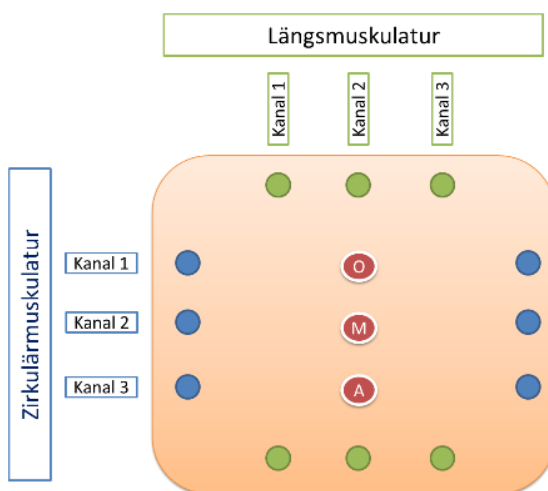 Längsmuskulatur
Kanal 1
Kanal 2
Kanal 3
Zirkulärmuskulatur
Kanal 1
O
Kanal 2
M
Kanal 3
A